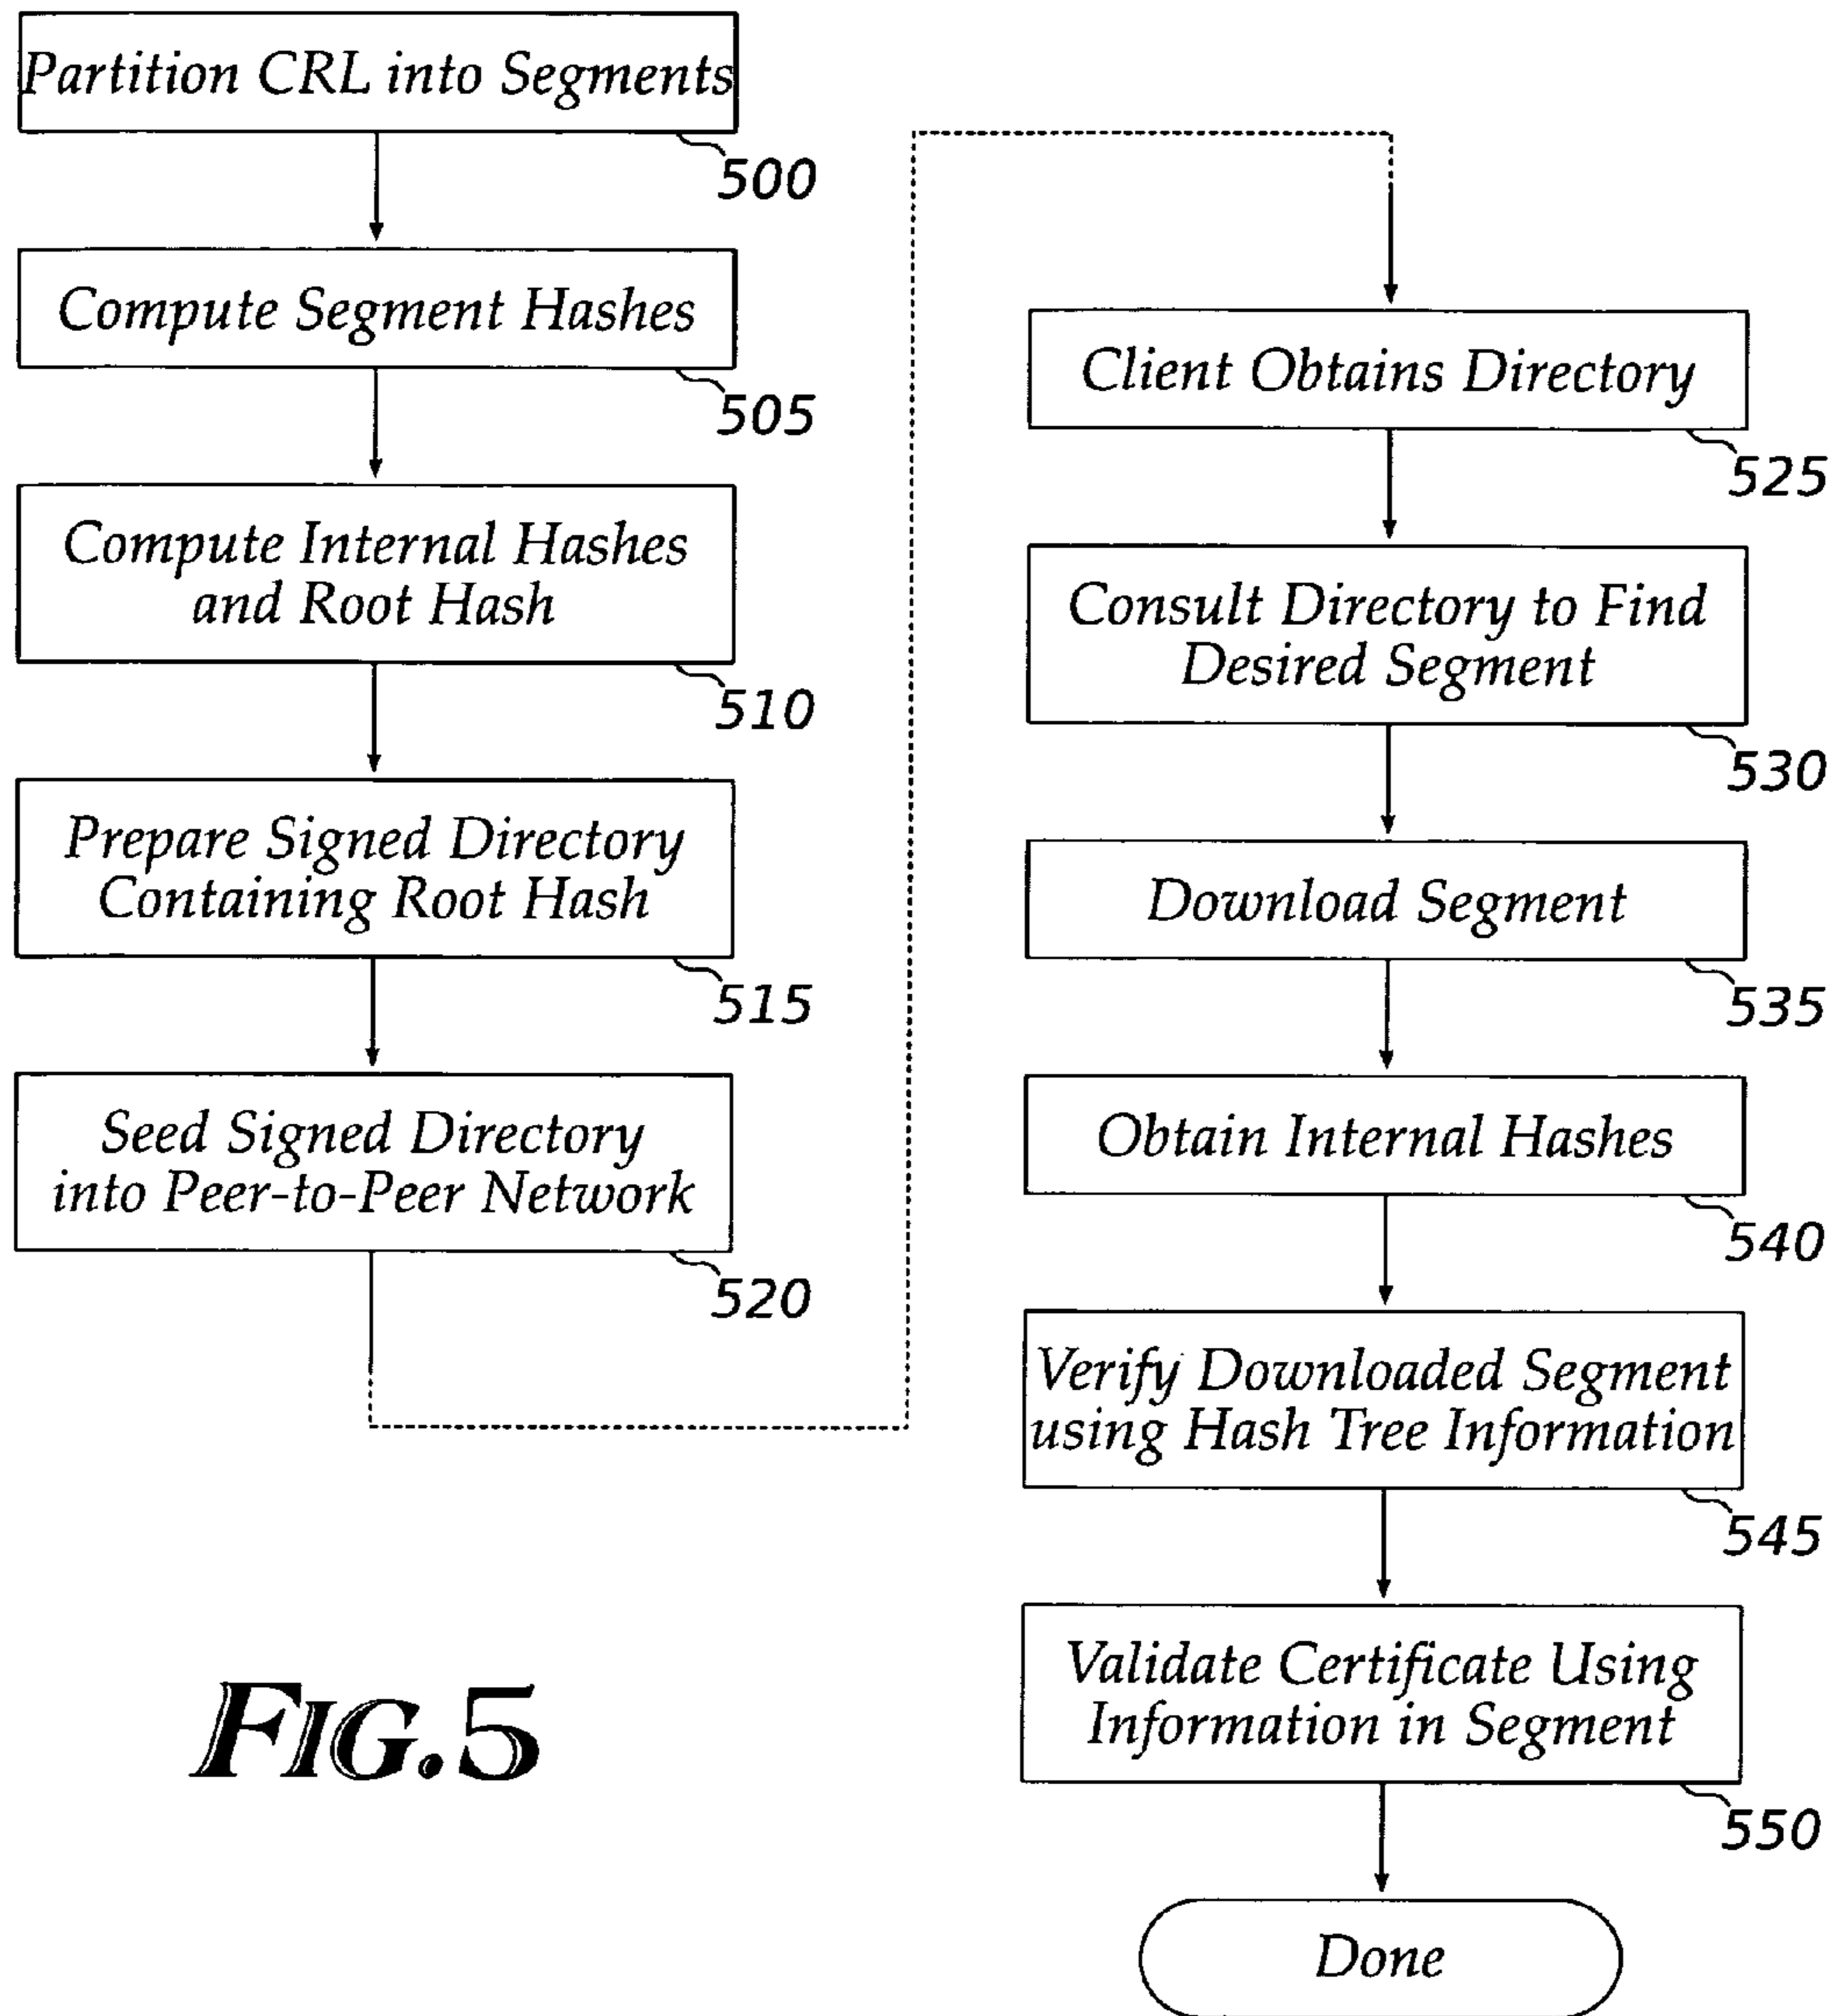 Partition CRL into Segments
500
Compute Segment Hashes
505
Compute Internal Hashes
and Root Hash
510
Prepare Signed Directory
Containing Root Hash
515
Seed Signed Directory
into Peer-to-Peer Network
520
Client Obtains Directory
525
Consult Directory to Find
Desired Segment
530
Download Segment
535
Obtain Internal Hashes
540
Verify Downloaded Segment
using Hash Tree Information
545
Validate Certificate Using
Information in Segment
550
Done
FIG.5